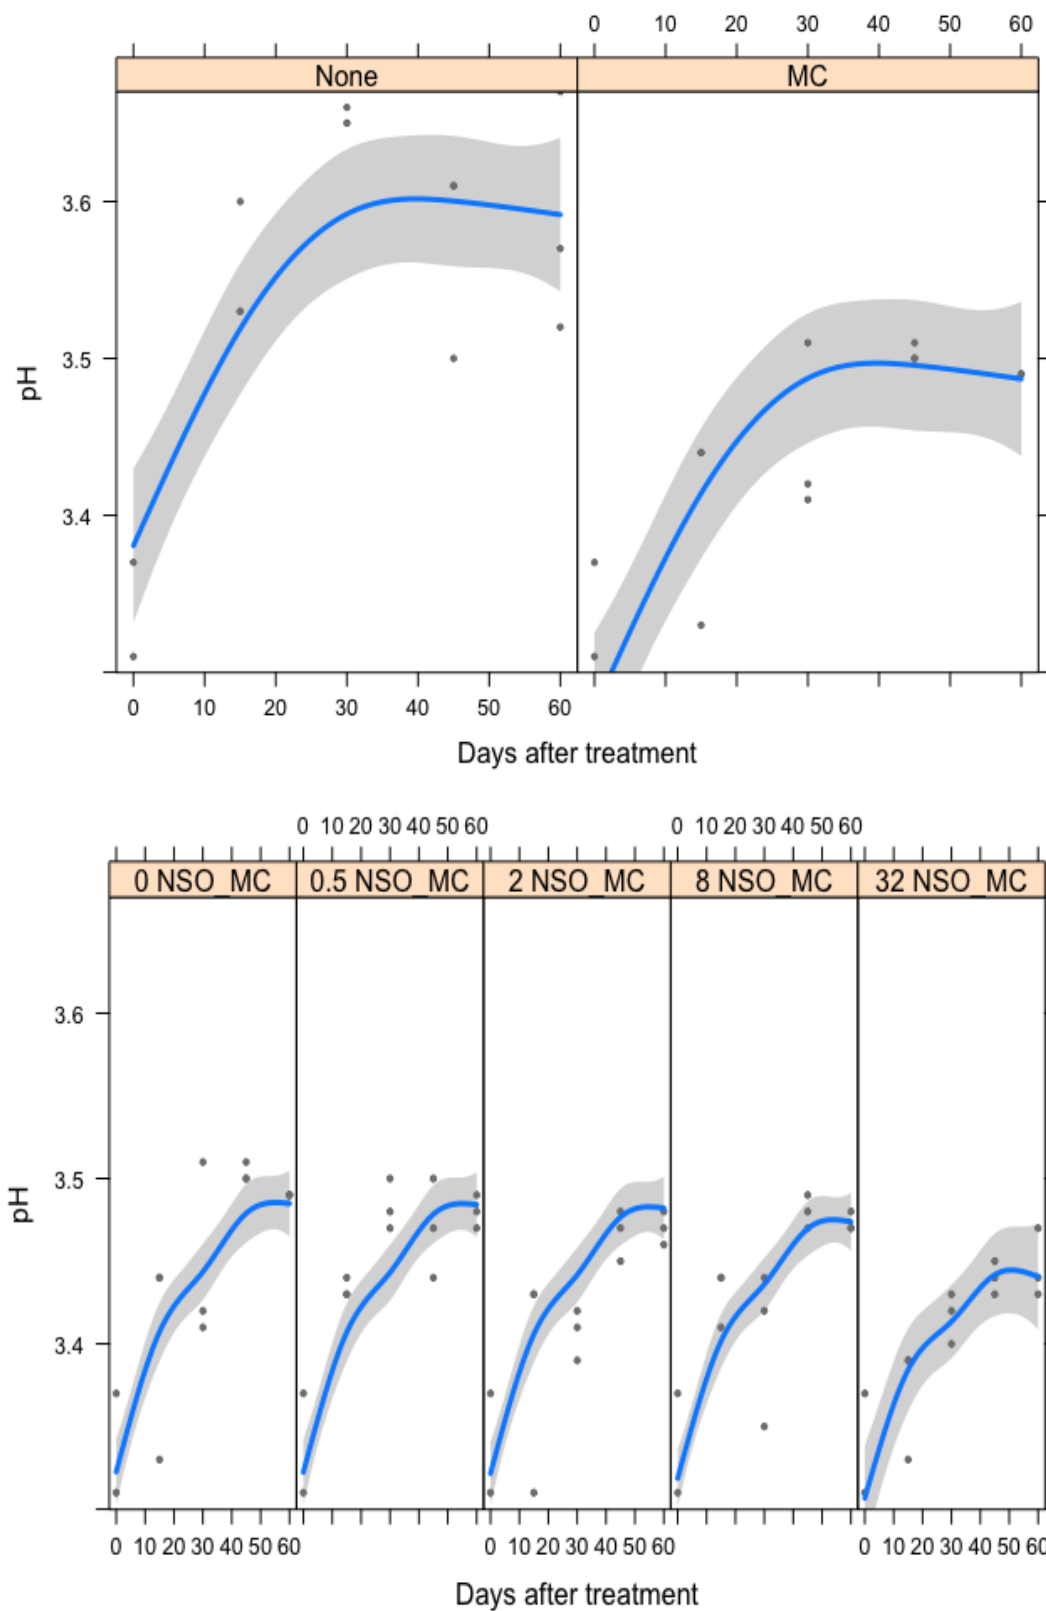 0 10 20 30 40 50 60
None MC
3.6
3.5
3.4
pH
0 10 20 30 40 50 60
Days after treatment
0 10 20 30 40 50 60 0 10 20 30 40 50 60
0 NSO_MC 0.5 NSO_MC 2 NSO_MC 8 NSO_MC 32 NSO_MC
3.6
3.5
3.4
pH
0 10 20 30 40 50 60 0 10 20 30 40 50 60 0 10 20 30 40 50 60
Days after treatment